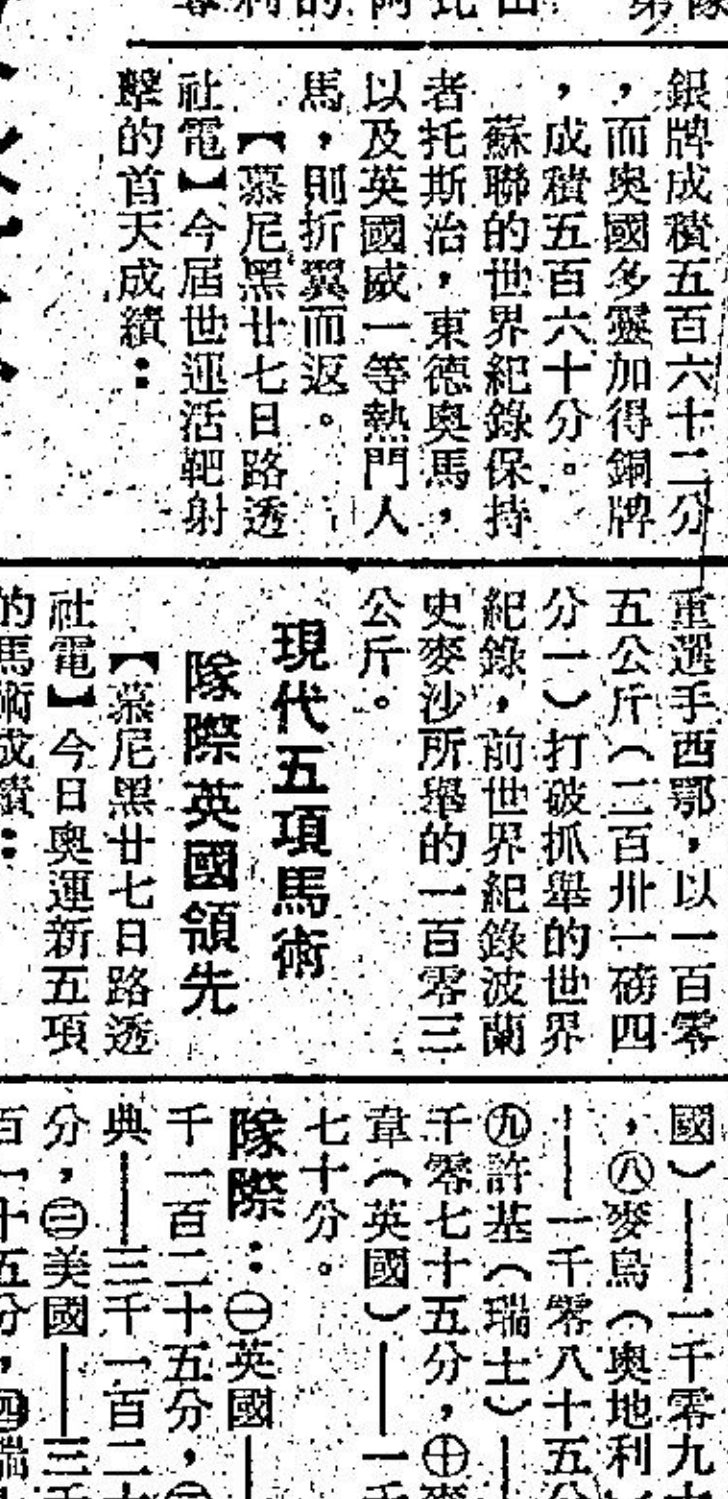 銀牌成積五百六十二分
，而奧國多靈加得銅牌
，成積五百六十分。
蘇聯的世界紀錄保持
者托斯治，東德奧馬，
以及英國威一等熱門人
馬，則折翼而返。
【慕尼黑廿七日路透
社電】今屆世運活靶射
擊的首天成績：
重選手西鄂，以一百零
五公斤（二百卅一磅四
分一）打破抓舉的世界
紀錄，前世界紀錄波蘭
史麥沙所舉的一百零三
公斤。
現代五項馬術
隊際英國領先
【慕尼黑廿七日路透
社電】今日奧運新五項
的馬術成績：
國）——一千零九十
，㈧麥烏（奧地利）
——一千零八十五分
㈨許基（瑞士）——
千零七十五分，㈩麥
韋（英國）——一千
七十分。
隊際：㊀英國——
千一百二十五分，㊁
典——三千一百二十
分，㊂美國——三千
百一十五分，㊃瑞